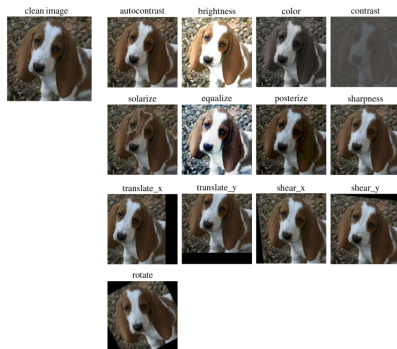 clean image
autocontrast
brightness
color
contrast
solarize
equalize
posterize
sharpness
translate_x
translate_y
shear_x
shear_y
rotate